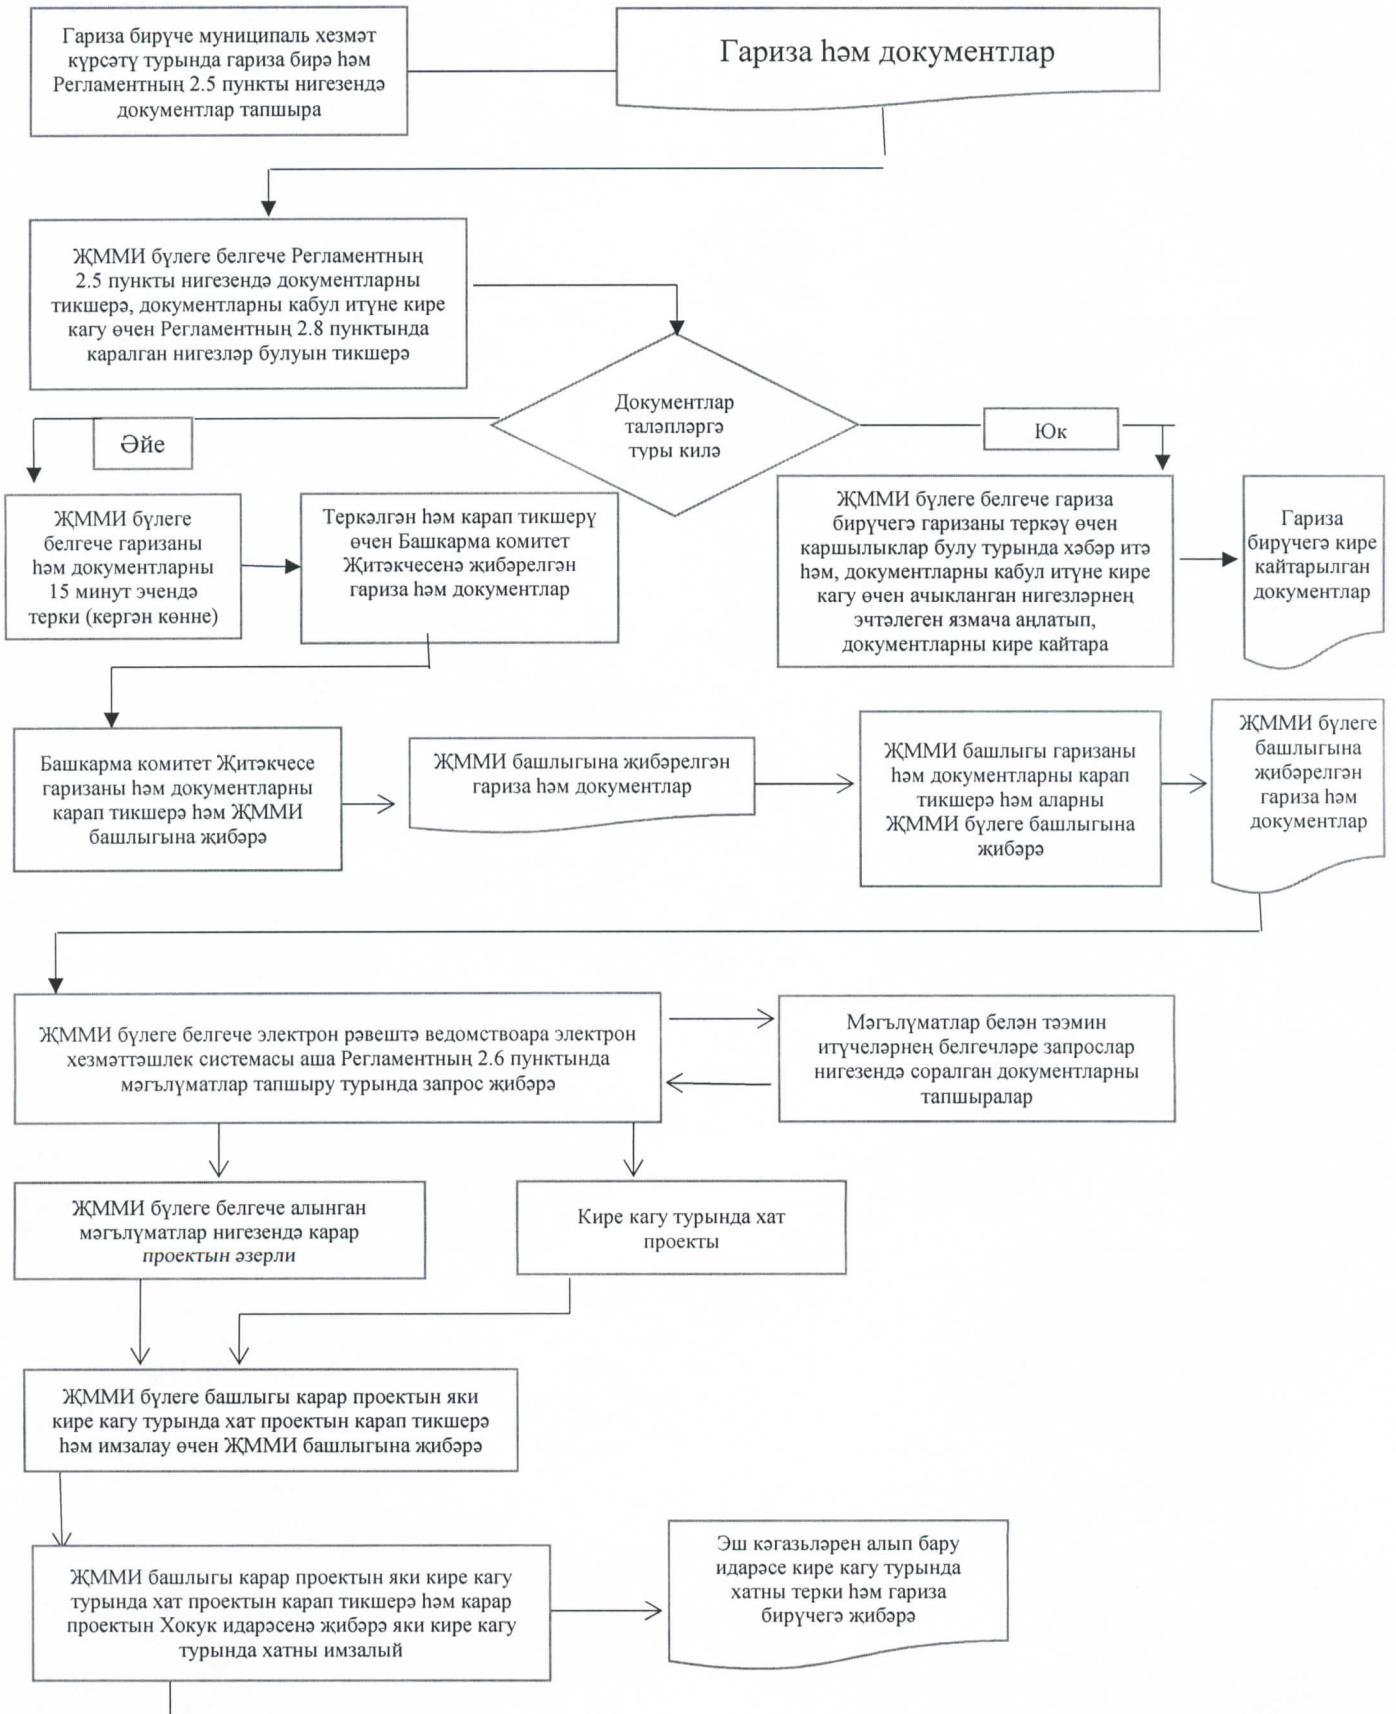 Гариза бирүче муниципаль хезмәт
күрсәтү турында гариза бирә һәм
Регламентның 2.5 пункты нигезендә
документлар тапшыра
Гариза һәм документлар
ҖММИ бүлеге белгече Регламентның
2.5 пункты нигезендә документларны
тикшерә, документларны кабул итүне кире
кагу өчен Регламентның 2.8 пунктында
каралган нигезләр булуын тикшерә
Документлар
таләпләргә
туры килә
Әйе
Юк
ҖММИ бүлеге
белгече гаризаны
һәм документларны
15 минут эчендә
терки (кергән көнне)
Теркәлгән һәм карап тикшерү
өчен Башкарма комитет
Җитәкчесенә җибәрелгән
гариза һәм документлар
ҖММИ бүлеге белгече гариза
бирүчегә гаризаны теркәү өчен
каршылыклар булу турында хәбәр итә
һәм, документларны кабул итүне кире
кагу өчен ачыкланган нигезләрнең
эчтәлеген язмача аңлатып,
документларны кире кайтара
Гариза
бирүчегә кире
кайтарылган
документлар
Башкарма комитет Җитәкчесе
гаризаны һәм документларны
карап тикшерә һәм ҖММИ
башлыгына җибәрә
ҖММИ башлыгына җибәрелгән
гариза һәм документлар
ҖММИ башлыгы гаризаны
һәм документларны карап
тикшерә һәм аларны
ҖММИ бүлеге башлыгына
җибәрә
ҖММИ бүлеге
башлыгына
җибәрелгән
гариза һәм
документлар
ҖММИ бүлеге белгече электрон рәвештә ведомствоара электрон
хезмәттәшлек системасы аша Регламентның 2.6 пунктында
мәгълүматлар тапшыру турында запрос җибәрә
Мәгълүматлар белән тәэмин
итүчеләрнең белгечләре запрослар
нигезендә соралган документларны
тапшыралар
ҖММИ бүлеге белгече алынган
мәгълүматлар нигезендә карар
проектын әзерли
Кире кагу турында хат
проекты
ҖММИ бүлеге башлыгы карар проектын яки
кире кагу турында хат проектын карап тикшерә
һәм имзалау өчен ҖММИ башлыгына җибәрә
ҖММИ башлыгы карар проектын яки кире кагу
турында хат проектын карап тикшерә һәм карар
проектын Хокук идарәсенә җибәрә яки кире кагу
турында хатны имзалый
Эш кәгазьләрен алып бару
идарәсе кире кагу турында
хатны терки һәм гариза
бирүчегә җибәрә